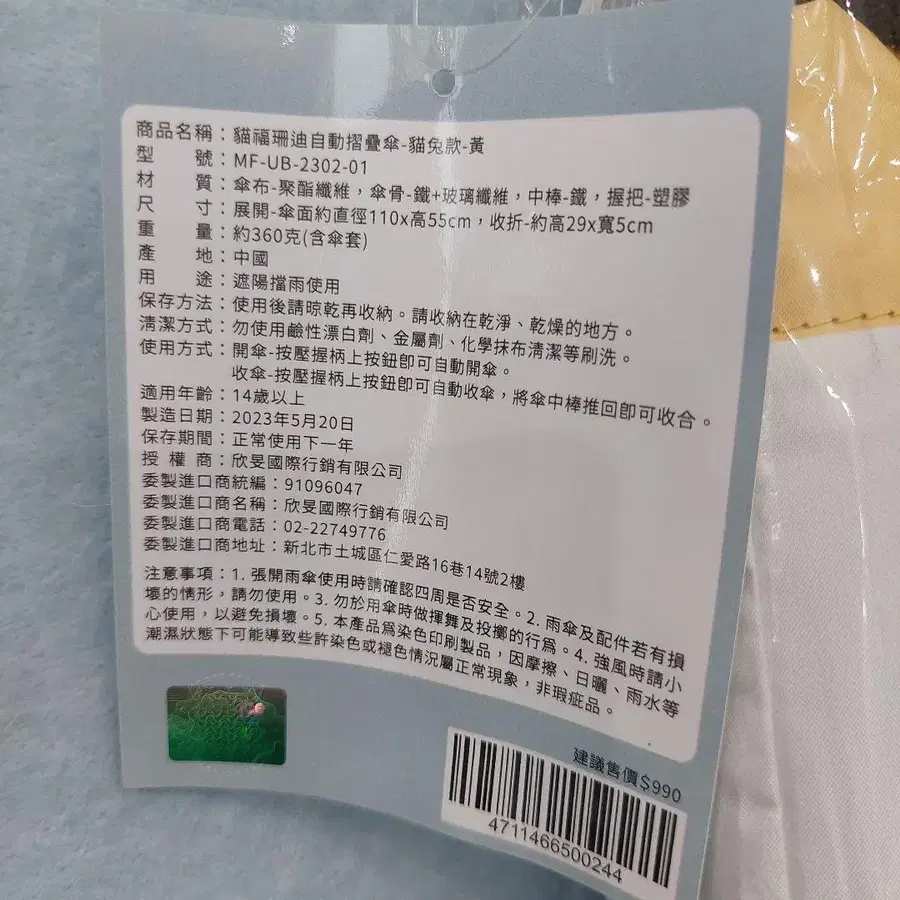 商品名稱：貓福珊迪自動摺疊傘-貓兔款-黃
型　　號：MF-UB-2302-01
材　　質：傘布-聚酯纖維，傘骨-鐵+玻璃纖維，中棒-鐵，握把-塑膠
尺　　寸：展開-傘面約直徑110x高55cm，收折-約高29x寬5cm
重　　量：約360克(含傘套)
產　　地：中國
用　　途：遮陽擋雨使用
保存方法：使用後請晾乾再收納。請收納在乾淨、乾燥的地方。
清潔方式：勿使用鹼性漂白劑、金屬劑、化學抹布清潔等刷洗。
使用方式：開傘-按壓握柄上按鈕即可自動開傘。
收傘-按壓握柄上按鈕即可自動收傘，將傘中棒推回即可收合。
適用年齡：14歲以上
製造日期：2023年5月20日
保存期間：正常使用下一年
授 權 商：欣旻國際行銷有限公司
委製進口商統編：91096047
委製進口商名稱：欣旻國際行銷有限公司
委製進口商電話：02-22749776
委製進口商地址：新北市土城區仁愛路16巷14號2樓
注意事項：1. 張開雨傘使用時請確認四周是否安全。2. 雨傘及配件若有損
壞的情形，請勿使用。3. 勿於用傘時做揮舞及投擲的行為。4. 強風時請小
心使用，以避免損壞。5. 本產品為染色印刷製品，因摩擦、日曬、雨水等
潮濕狀態下可能導致些許染色或褪色情況屬正常現象，非瑕疵品。
建議售價$990
4711466500244